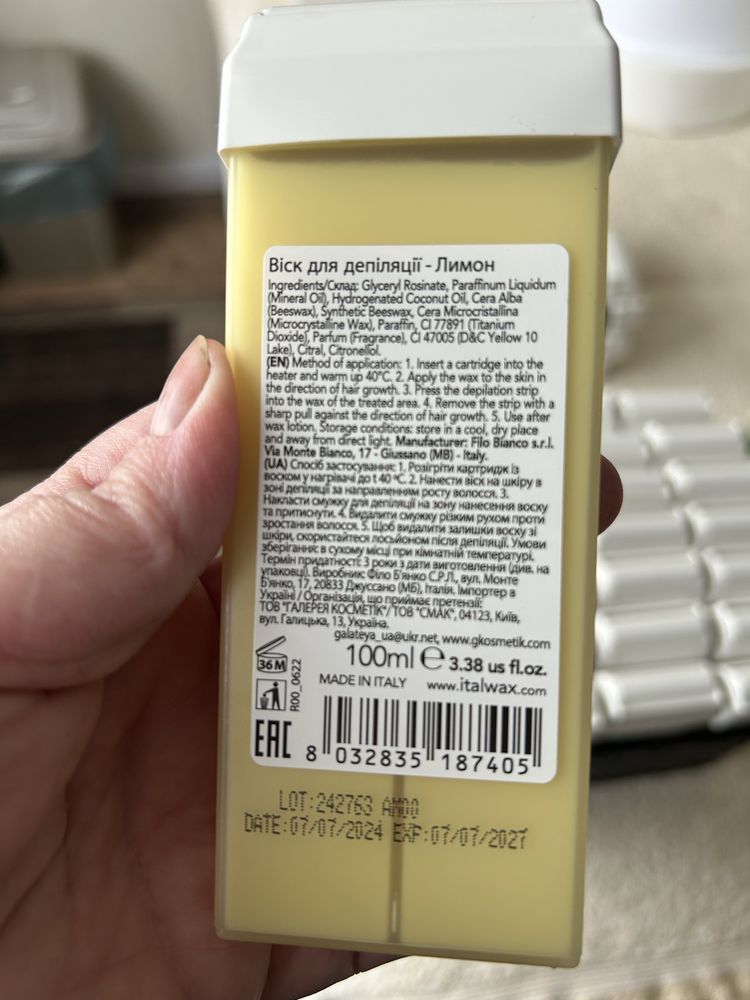 Віск для депіляції - Лимон
Ingredients/Склад: Glyceryl Rosinate, Paraffinum Liquidum
(Mineral Oil), Hydrogenated Coconut Oil, Cera Alba
(Beeswax), Synthetic Beeswax, Cera Microcristallina
(Microcrystalline Wax), Paraffin, CI 77891 (Titanium
Dioxide), Parfum (Fragrance), CI 47005 (D&C Yellow 10
Lake), Citral, Citronellol.
(EN) Method of application: 1. Insert a cartridge into the
heater and warm up 40°C. 2. Apply the wax to the skin in
the direction of hair growth. 3. Press the depilation strip
into the wax of the treated area. 4. Remove the strip with a
sharp pull against the direction of hair growth. 5. Use after
wax lotion. Storage conditions: store in a cool, dry place
and away from direct light. Manufacturer: Filo Bianco s.r.l.
Via Monte Bianco, 17 - Giussano (MB) - Italy.
(UA) Спосіб застосування: 1. Розігріти картридж із
воском у нагрівачі до t 40 °C. 2. Нанести віск на шкіру в
зоні депіляції за направленням росту волосся. 3.
Накласти смужку для депіляції на зону нанесення воску
та притиснути. 4. Видалити смужку різким рухом проти
зростання волосся. 5. Щоб видалити залишки воску зі
шкіри, скористайтеся лосьйоном після депіляції. Умови
зберігання: в сухому місці при кімнатній температурі.
Термін придатності: 3 роки з дати виготовлення (див. на
упаковці). Виробник: Філо Б'янко С.Р.Л., вул. Монте
Б'янко, 17, 20833 Джуссано (МБ), Італія. Імпортер в
Україні / Організація, що приймає претензії:
ТОВ "ГАЛЕРЕЯ КОСМЕТІК"/ ТОВ "СМАК", 04123, Київ,
вул. Галицька, 13, Україна.
galateya_ua@ukr.net, www.gkosmetik.com
36M
100ml ℮ 3.38 us fl.oz.
R00_0622
MADE IN ITALY www.italwax.com
EAC
8 032835 187405
LOT:242763 AM00
DATE:07/07/2024 EXP:07/07/2027